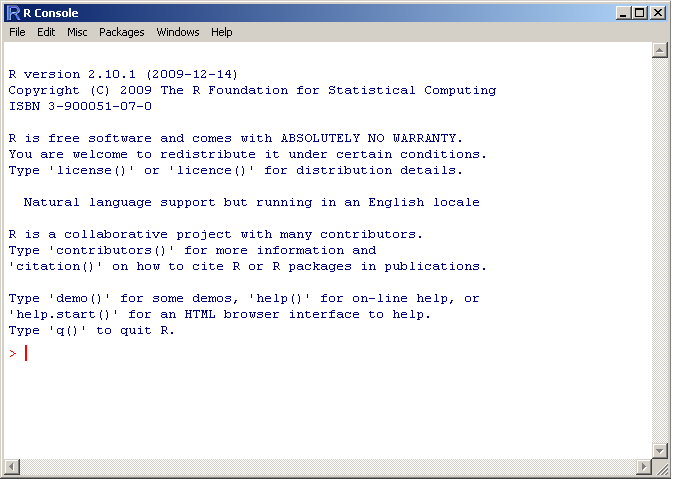 R Console
File Edit Misc Packages Windows Help
R version 2.10.1 (2009-12-14)
Copyright (C) 2009 The R Foundation for Statistical Computing
ISBN 3-900051-07-0
R is free software and comes with ABSOLUTELY NO WARRANTY.
You are welcome to redistribute it under certain conditions.
Type 'license()' or 'licence()' for distribution details.
Natural language support but running in an English locale
R is a collaborative project with many contributors.
Type 'contributors()' for more information and
'citation()' on how to cite R or R packages in publications.
Type 'demo()' for some demos, 'help()' for on-line help, or
'help.start()' for an HTML browser interface to help.
Type 'q()' to quit R.
>